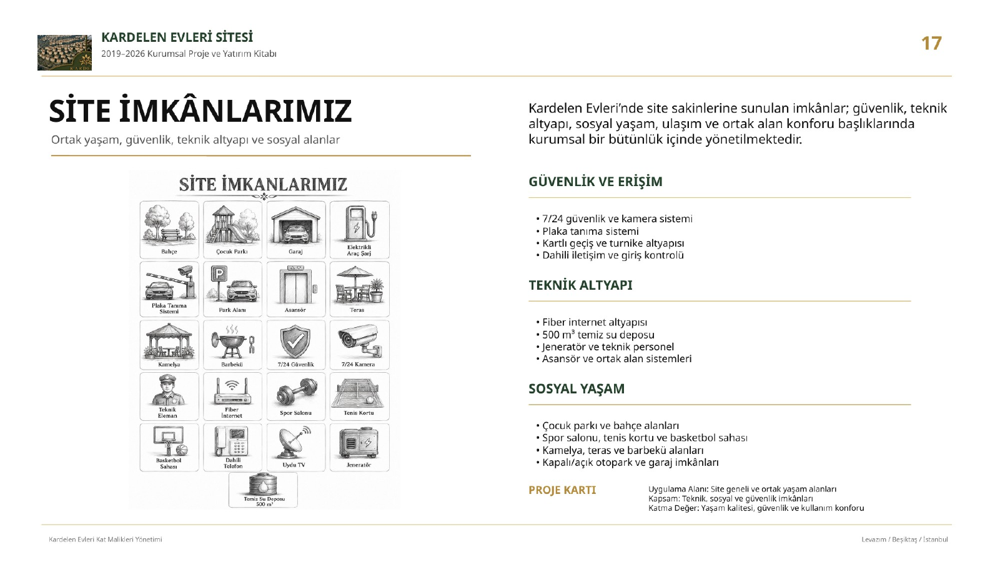 KARDELEN EVLERİ SİTESİ
2019–2026 Kurumsal Proje ve Yatırım Kitabı
17
SİTE İMKÂNLARIMIZ
Ortak yaşam, güvenlik, teknik altyapı ve sosyal alanlar
SİTE İMKANLARIMIZ
Bahçe
Çocuk Parkı
Garaj
Elektrikli
Araç Şarj
Plaka Tanıma
Sistemi
P
Park Alanı
Asansör
Teras
Kamelya
Barbekü
7/24 Güvenlik
7/24 Kamera
Teknik
Eleman
Fiber
İnternet
Spor Salonu
Tenis Kortu
Basketbol
Sahası
Dahili
Telefon
Uydu TV
Jeneratör
Temiz Su Deposu
500 m³
Kardelen Evleri’nde site sakinlerine sunulan imkânlar; güvenlik, teknik
altyapı, sosyal yaşam, ulaşım ve ortak alan konforu başlıklarında
kurumsal bir bütünlük içinde yönetilmektedir.
GÜVENLİK VE ERİŞİM
• 7/24 güvenlik ve kamera sistemi
• Plaka tanıma sistemi
• Kartlı geçiş ve turnike altyapısı
• Dahili iletişim ve giriş kontrolü
TEKNİK ALTYAPI
• Fiber internet altyapısı
• 500 m³ temiz su deposu
• Jeneratör ve teknik personel
• Asansör ve ortak alan sistemleri
SOSYAL YAŞAM
• Çocuk parkı ve bahçe alanları
• Spor salonu, tenis kortu ve basketbol sahası
• Kamelya, teras ve barbekü alanları
• Kapalı/açık otopark ve garaj imkânları
PROJE KARTI
Uygulama Alanı: Site geneli ve ortak yaşam alanları
Kapsam: Teknik, sosyal ve güvenlik imkânları
Katma Değer: Yaşam kalitesi, güvenlik ve kullanım konforu
Kardelen Evleri Kat Malikleri Yönetimi
Levazım / Beşiktaş / İstanbul